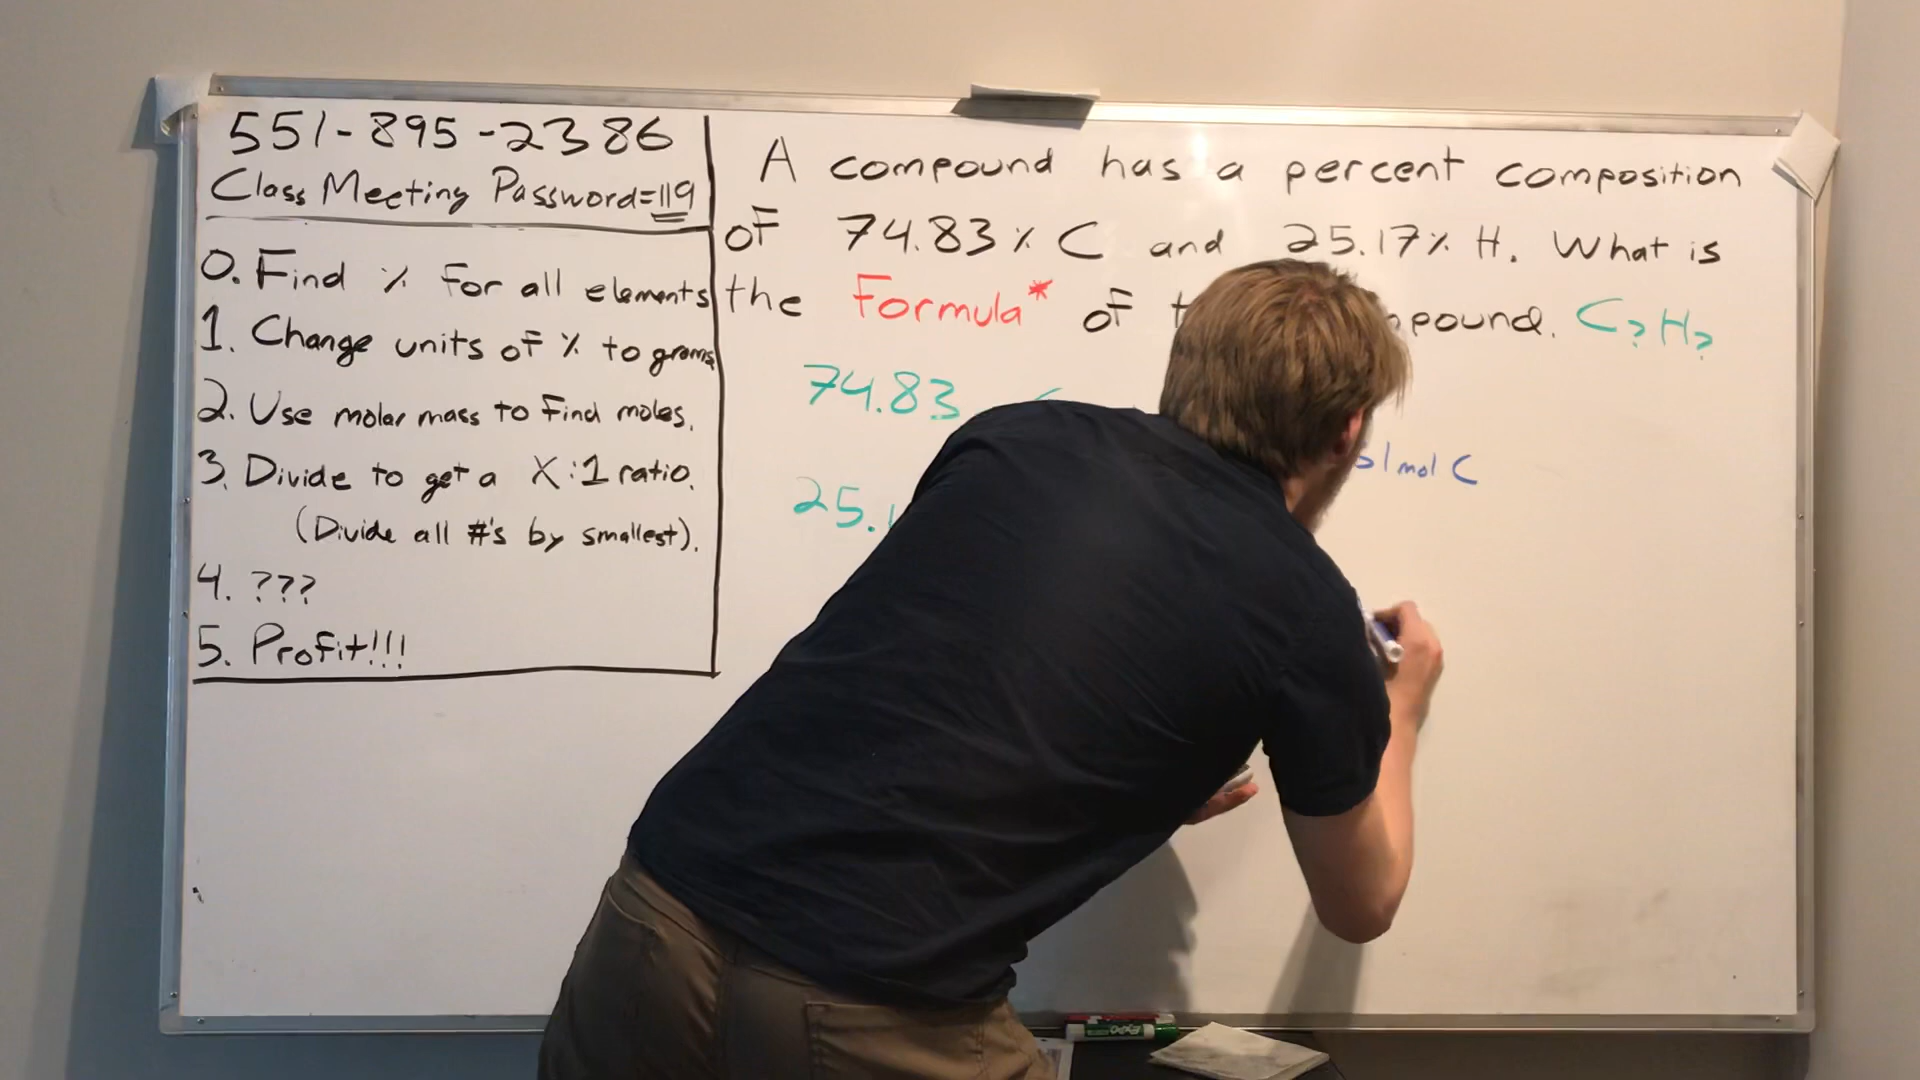 551-895-2386
Class Meeting Password=119
0. Find % for all elements
1. Change units of % to grams
2. Use molar mass to find moles.
3. Divide to get a X:1 ratio.
(Divide all #'s by smallest).
4. ???
5. Profit!!!
A compound has a percent composition
of 74.83% C and 25.17% H. What is
the Formula* of pound. C?H?
74.83
mol C
25.
EXPO